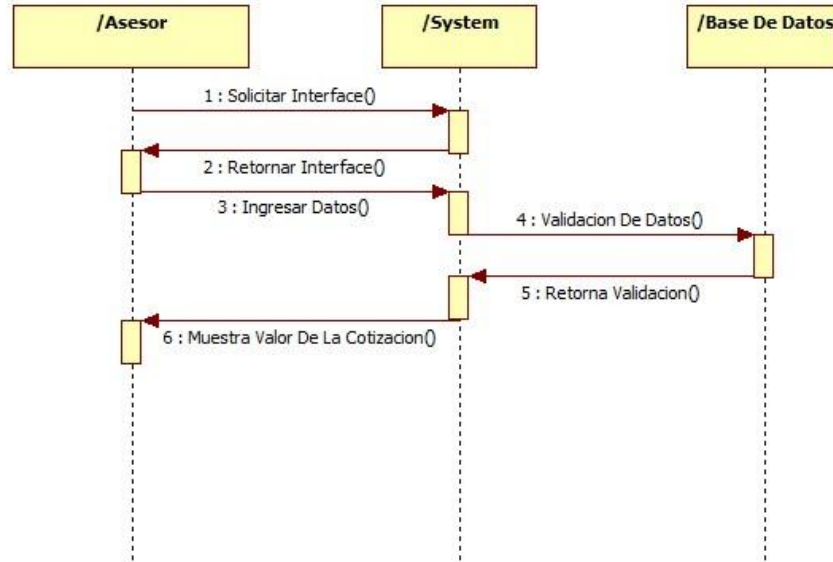 /Asesor
/System
/Base De Datos
1 : Solicitar Interface()
2 : Retornar Interface()
3 : Ingresar Datos()
4 : Validacion De Datos()
5 : Retorna Validacion()
6 : Muestra Valor De La Cotizacion()